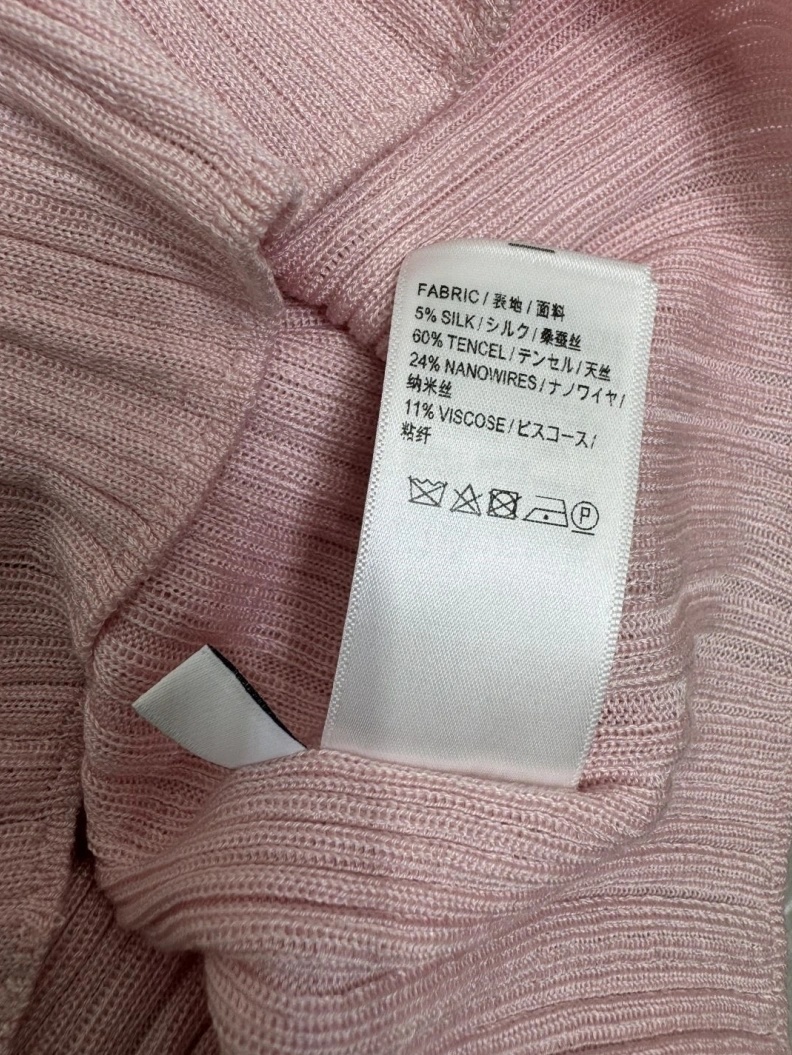 FABRIC / 表地 / 面料
5% SILK / シルク / 桑蚕丝
60% TENCEL / テンセル / 天丝
24% NANOWIRES / ナノワイヤ /
纳米丝
11% VISCOSE / ビスコース /
粘纤
P